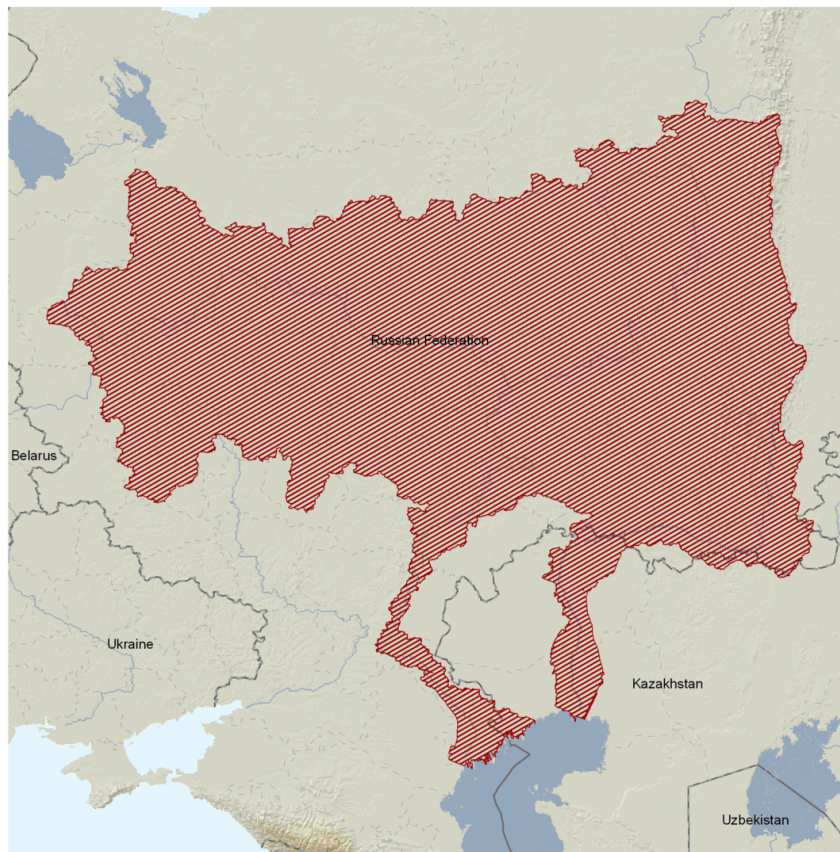 Russian Federation
Belarus
Ukraine
Kazakhstan
Uzbekistan